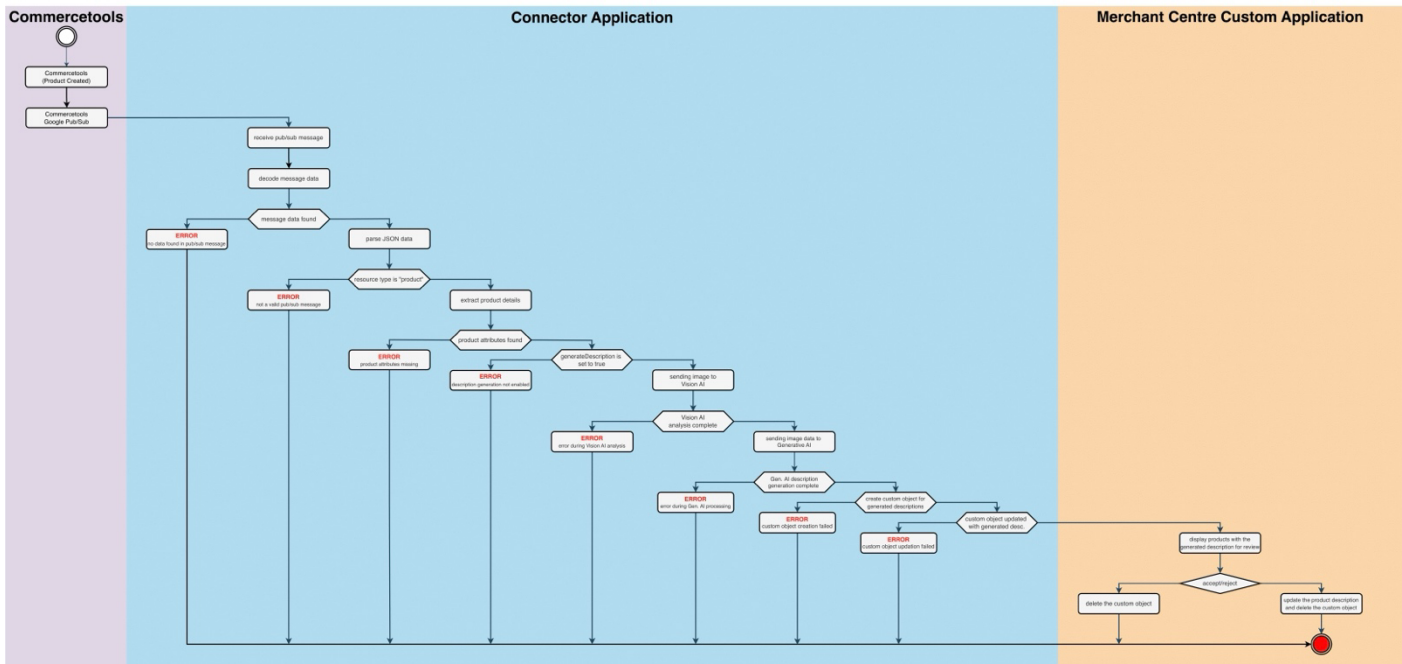 Commercetools
Connector Application
Merchant Centre Custom Application
Commercetools
(Product Created)
Commercetools
Google Pub/Sub
receive pub/sub message
decode message data
message data found
ERROR
no data found in pub/sub message
parse JSON data
resource type is "product"
ERROR
not a valid pub/sub message
extract product details
product attributes found
ERROR
product attributes missing
generateDescription is
set to true
ERROR
description generation not enabled
sending image to
Vision AI
Vision AI
analysis complete
ERROR
error during Vision AI analysis
sending image data to
Generative AI
Gen. AI description
generation complete
ERROR
error during Gen. AI processing
create custom object for
generated descriptions
ERROR
custom object creation failed
custom object updated
with generated desc.
ERROR
custom object updation failed
display products with the
generated description for review
accept/reject
delete the custom object
update the product description
and delete the custom object